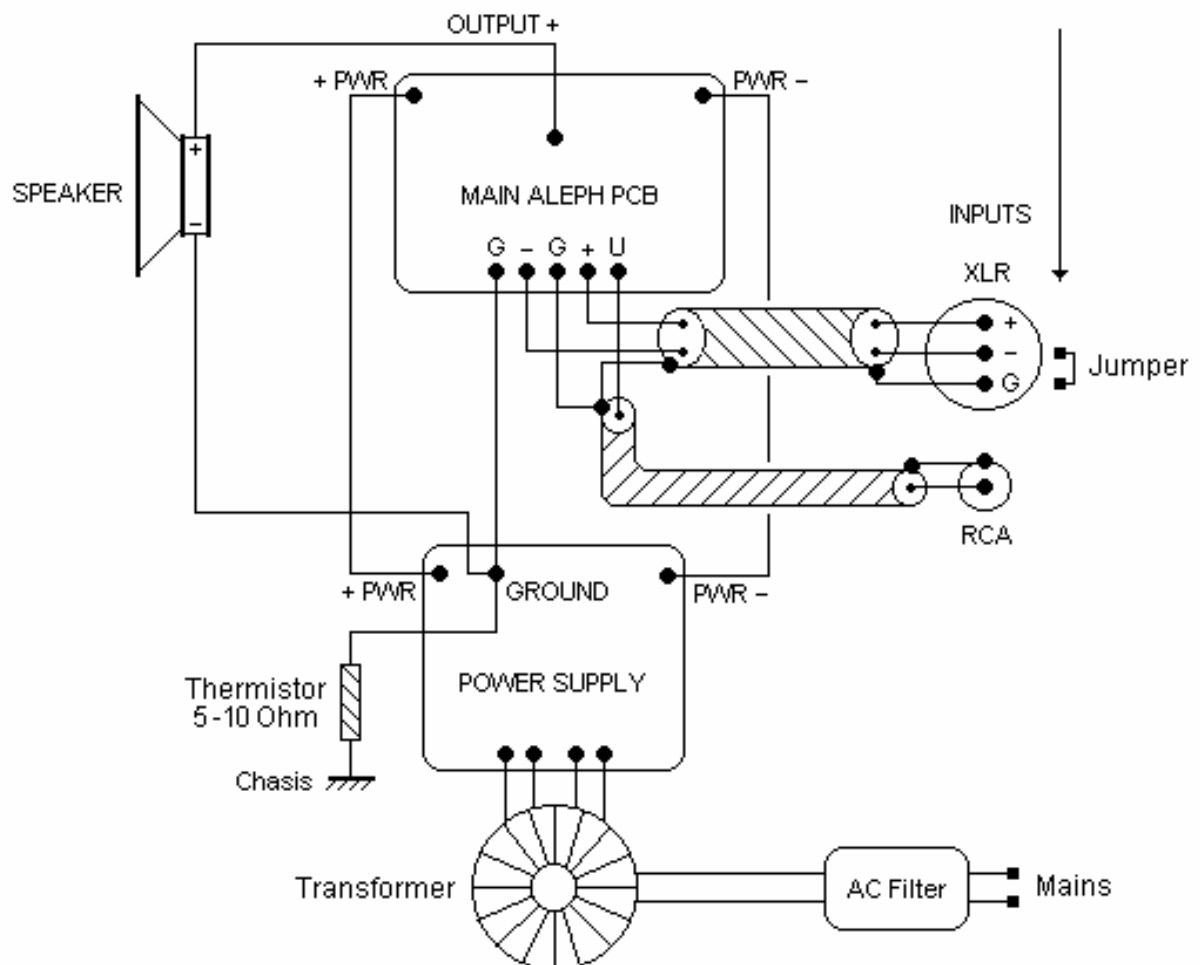 OUTPUT +
+ PWR
PWR –
SPEAKER
+
–
MAIN ALEPH PCB
G – G + U
INPUTS
XLR
+
–
G
Jumper
RCA
+ PWR
GROUND
PWR –
POWER SUPPLY
Thermistor
5-10 Ohm
Chasis
Transformer
AC Filter
Mains